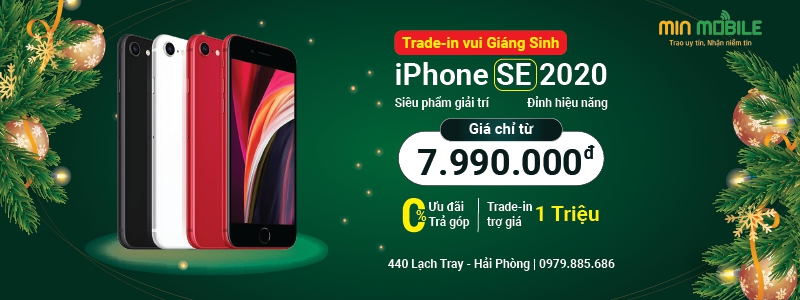 MIN MOBILE
Trao uy tín, Nhận niềm tin
Trade-in vui Giáng Sinh
iPhone SE 2020
Siêu phẩm giải trí Đỉnh hiệu năng
Giá chỉ từ
7.990.000đ
0% Ưu đãi Trả góp
Trade-in trợ giá 1 Triệu
440 Lạch Tray - Hải Phòng | 0979.885.686